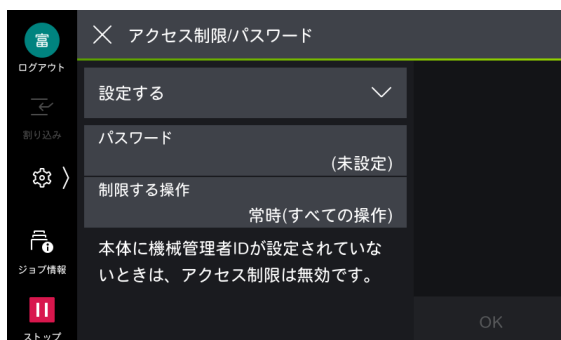 富
ログアウト
割り込み
ジョブ情報
ストップ
アクセス制限/パスワード
設定する
パスワード
(未設定)
制限する操作
常時(すべての操作)
本体に機械管理者IDが設定されていな
いときは、アクセス制限は無効です。
OK